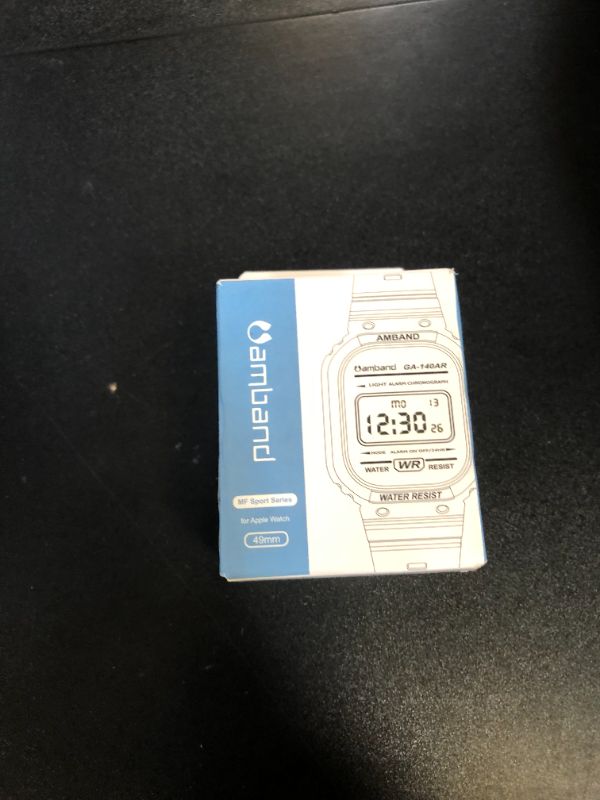 amband
MF Sport Series
for Apple Watch
49mm
AMBAND
amband GA-140AR
LIGHT ALARM CHRONOGRAPH
MO 13
12:30 26
MODE ALARM ON OFF/24HR
WATER WR RESIST
WATER RESIST